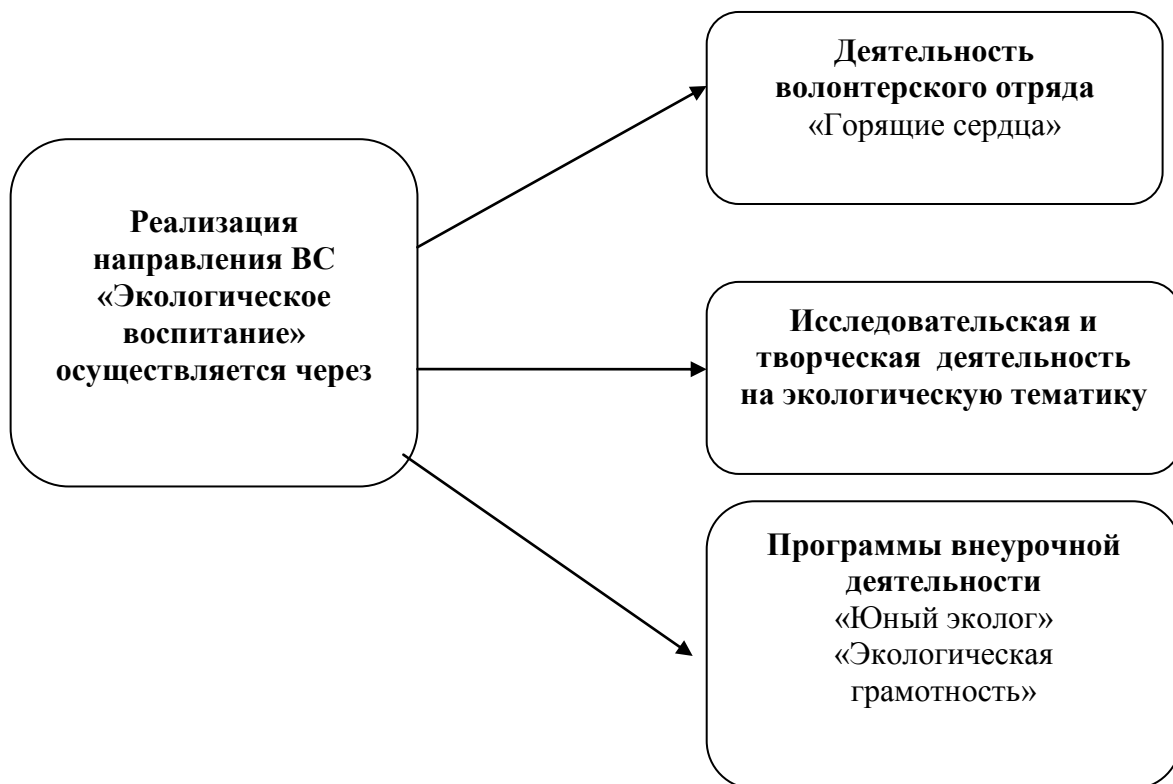 Реализация
направления ВС
«Экологическое
воспитание»
осуществляется через
Деятельность
волонтерского отряда
«Горящие сердца»
Исследовательская и
творческая деятельность
на экологическую тематику
Программы внеурочной
деятельности
«Юный эколог»
«Экологическая
грамотность»